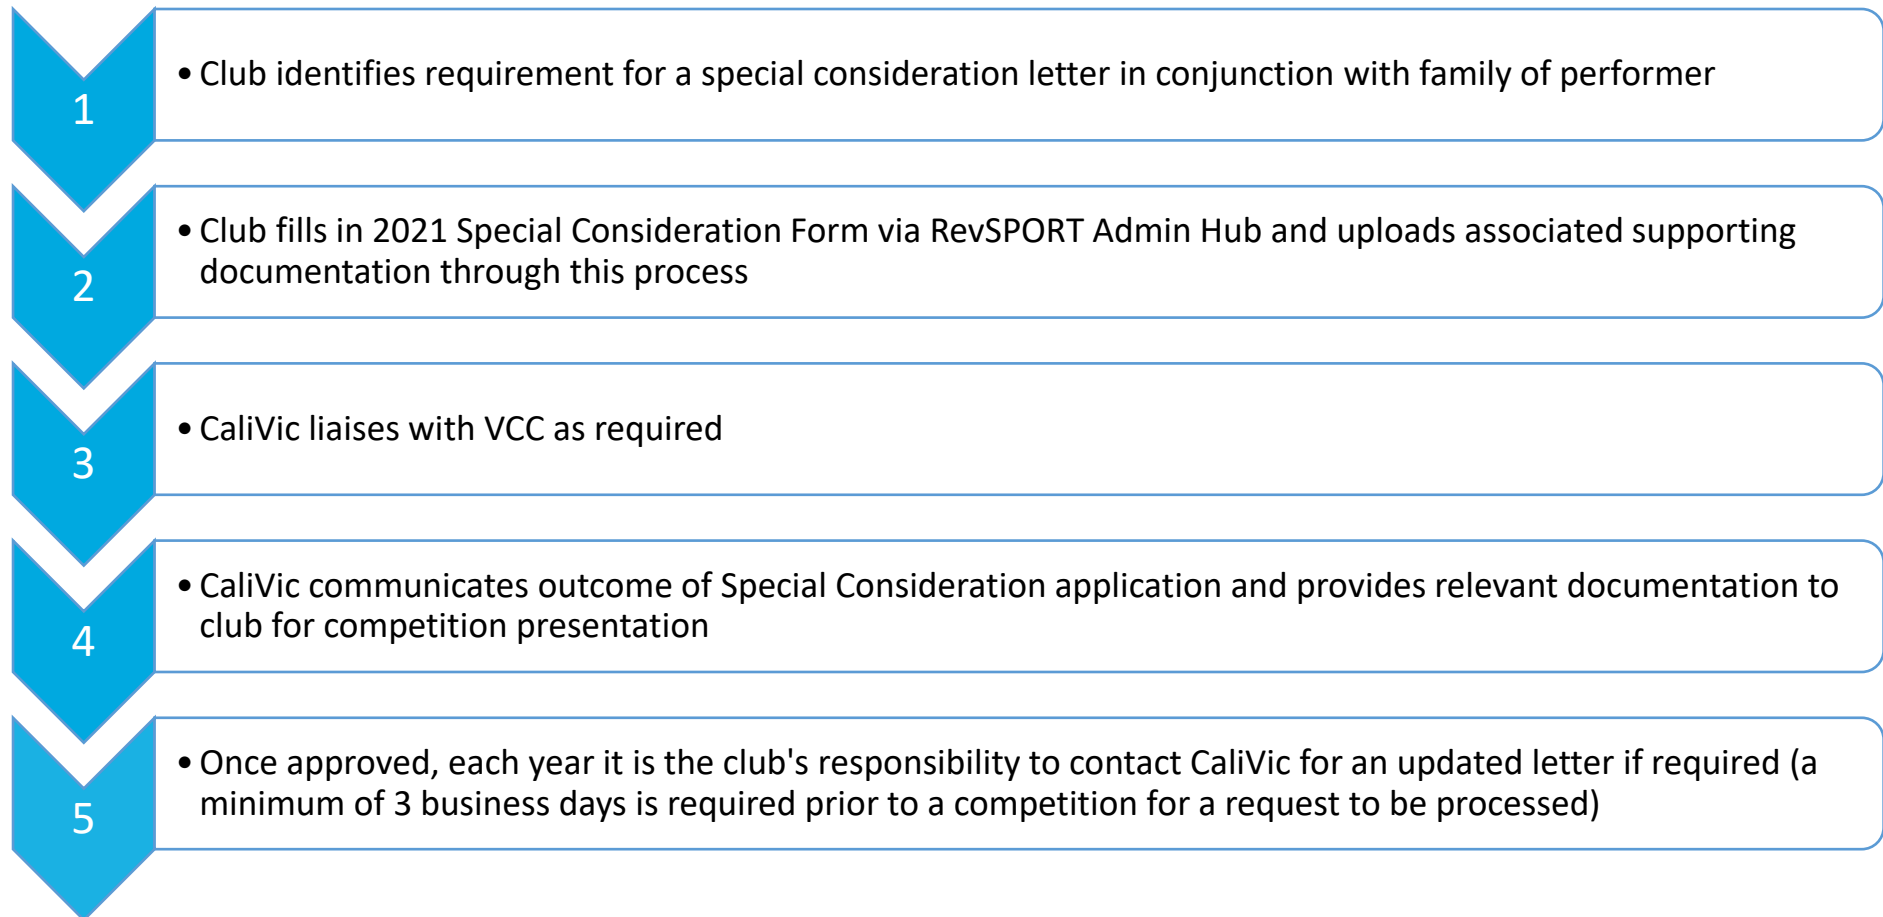 1
• Club identifies requirement for a special consideration letter in conjunction with family of performer
2
• Club fills in 2021 Special Consideration Form via RevSPORT Admin Hub and uploads associated supporting
documentation through this process
3
• CaliVic liaises with VCC as required
4
• CaliVic communicates outcome of Special Consideration application and provides relevant documentation to
club for competition presentation
5
• Once approved, each year it is the club's responsibility to contact CaliVic for an updated letter if required (a
minimum of 3 business days is required prior to a competition for a request to be processed)